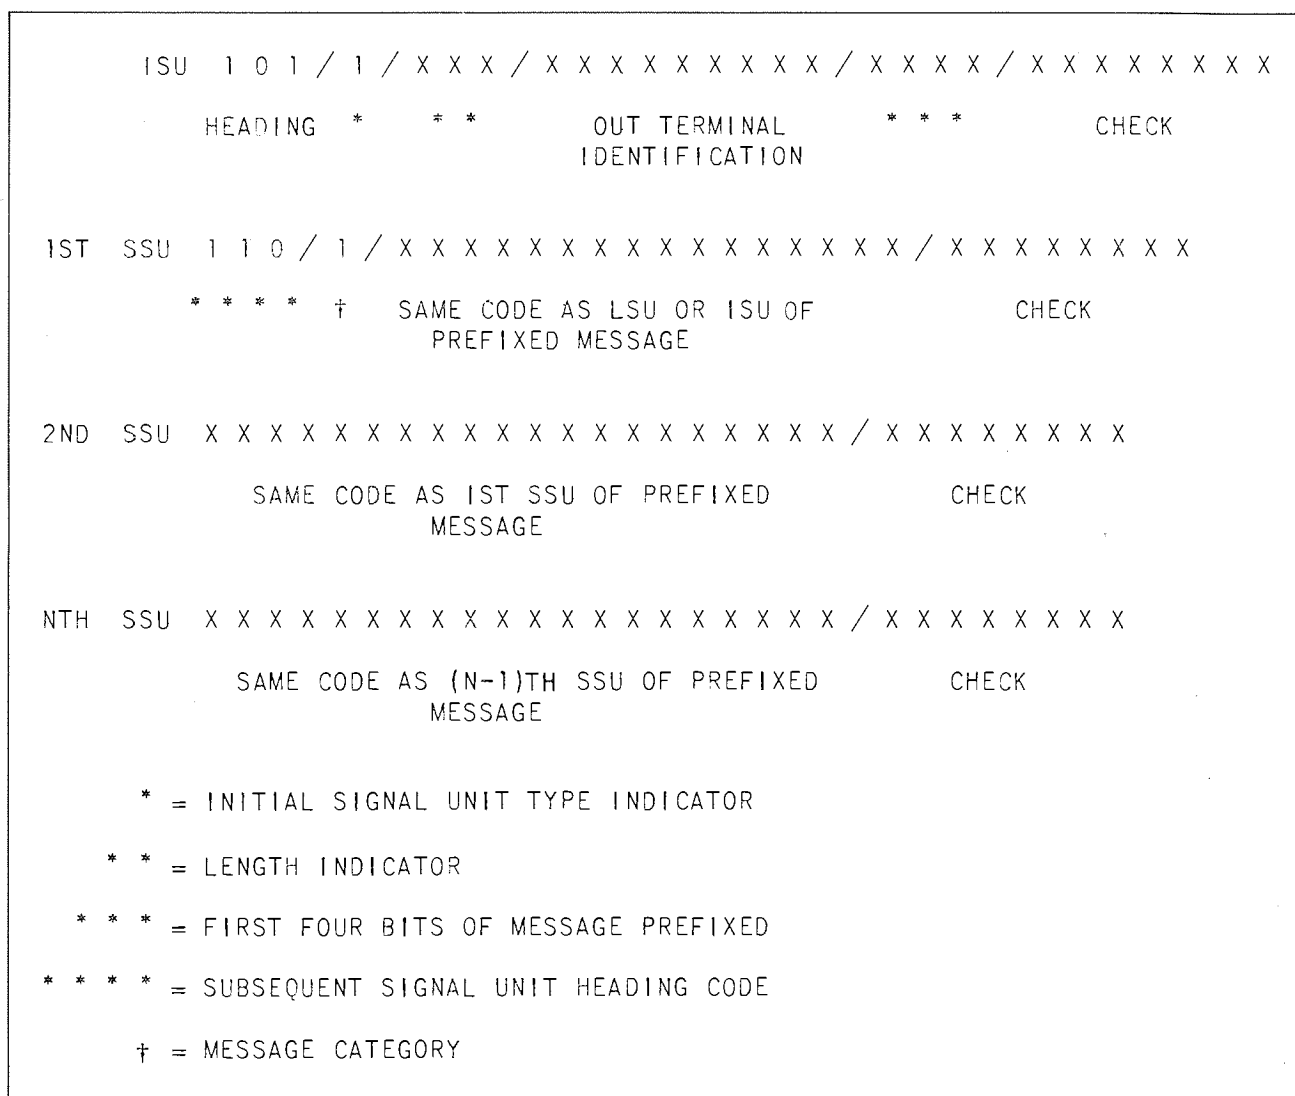 ISU 1 0 1 / 1 / X X X / X X X X X X X X X / X X X X / X X X X X X X X
HEADING * * * OUT TERMINAL * * * CHECK
IDENTIFICATION
1ST SSU 1 1 0 / 1 / X X X X X X X X X X X X X X X X / X X X X X X X X
* * * * † SAME CODE AS LSU OR ISU OF CHECK
PREFIXED MESSAGE
2ND SSU X X X X X X X X X X X X X X X X X X X X / X X X X X X X X
SAME CODE AS 1ST SSU OF PREFIXED CHECK
MESSAGE
NTH SSU X X X X X X X X X X X X X X X X X X X X / X X X X X X X X
SAME CODE AS (N-1)TH SSU OF PREFIXED CHECK
MESSAGE
* = INITIAL SIGNAL UNIT TYPE INDICATOR
* * = LENGTH INDICATOR
* * * = FIRST FOUR BITS OF MESSAGE PREFIXED
* * * * = SUBSEQUENT SIGNAL UNIT HEADING CODE
† = MESSAGE CATEGORY